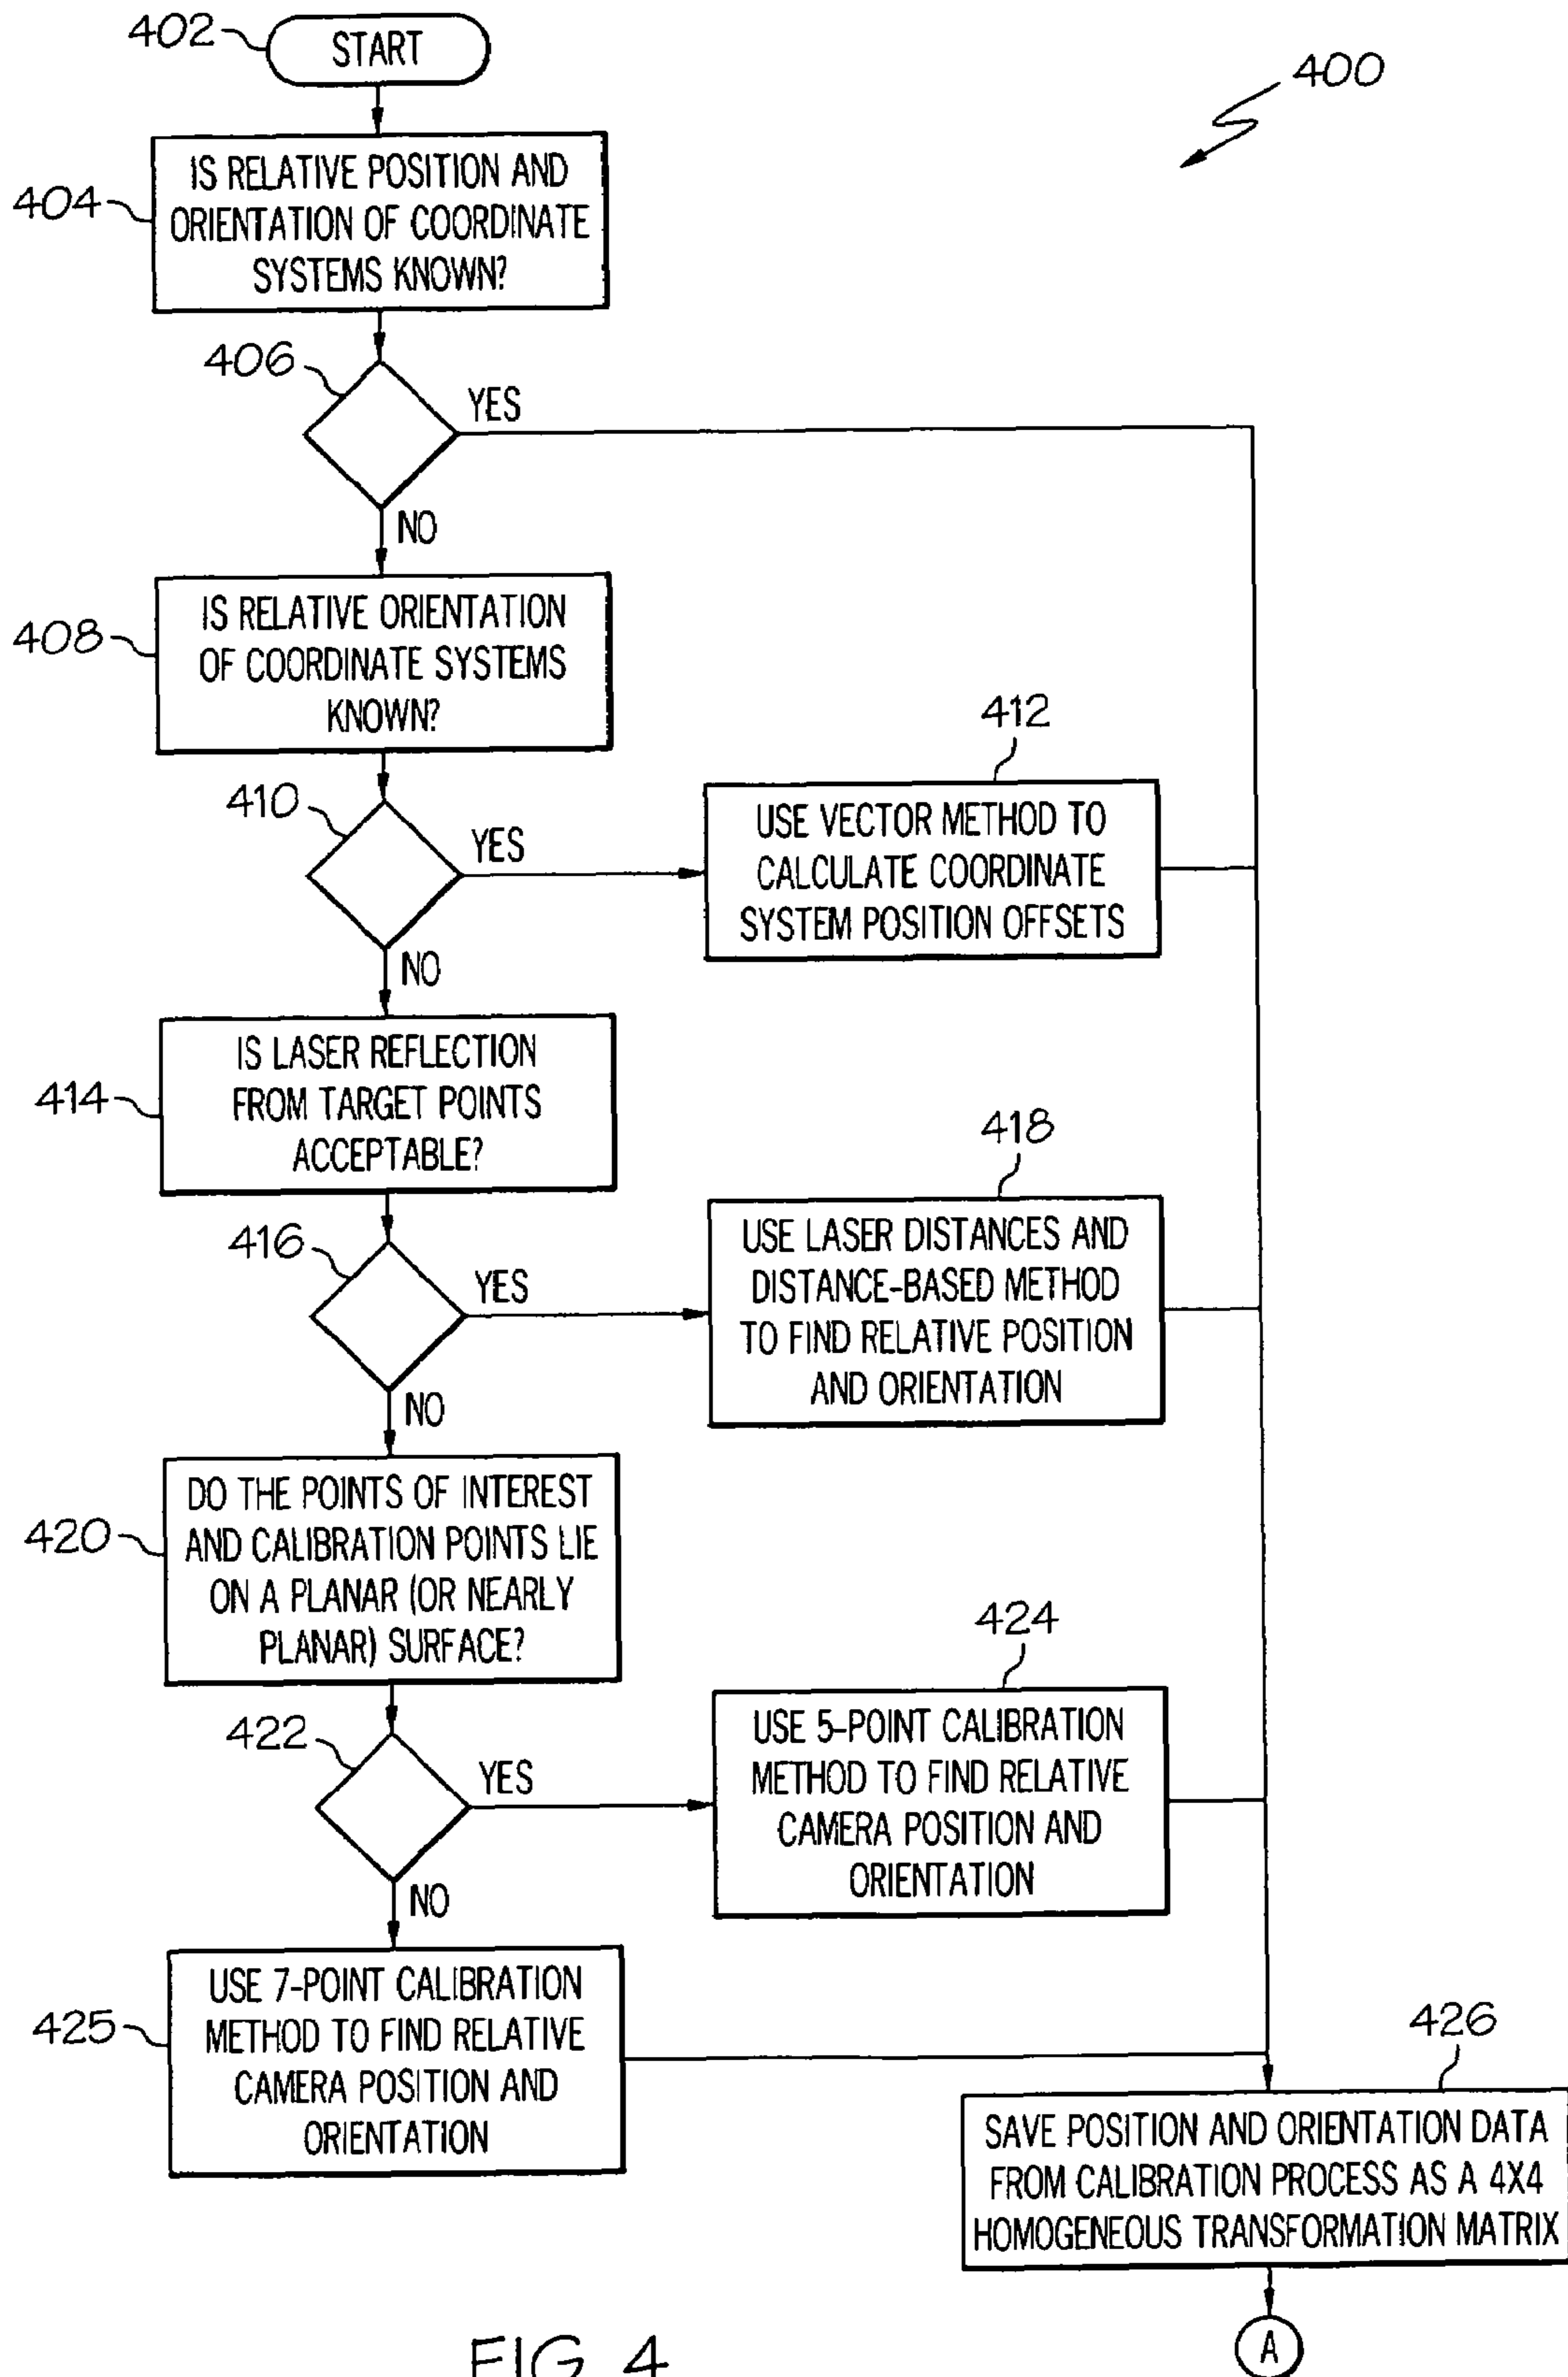 402
START
400
404
IS RELATIVE POSITION AND
ORIENTATION OF COORDINATE
SYSTEMS KNOWN?
406
YES
NO
408
IS RELATIVE ORIENTATION
OF COORDINATE SYSTEMS
KNOWN?
410
YES
NO
412
USE VECTOR METHOD TO
CALCULATE COORDINATE
SYSTEM POSITION OFFSETS
414
IS LASER REFLECTION
FROM TARGET POINTS
ACCEPTABLE?
416
YES
NO
418
USE LASER DISTANCES AND
DISTANCE-BASED METHOD
TO FIND RELATIVE POSITION
AND ORIENTATION
420
DO THE POINTS OF INTEREST
AND CALIBRATION POINTS LIE
ON A PLANAR (OR NEARLY
PLANAR) SURFACE?
422
YES
NO
424
USE 5-POINT CALIBRATION
METHOD TO FIND RELATIVE
CAMERA POSITION AND
ORIENTATION
425
USE 7-POINT CALIBRATION
METHOD TO FIND RELATIVE
CAMERA POSITION AND
ORIENTATION
426
SAVE POSITION AND ORIENTATION DATA
FROM CALIBRATION PROCESS AS A 4X4
HOMOGENEOUS TRANSFORMATION MATRIX
A
FIG 4